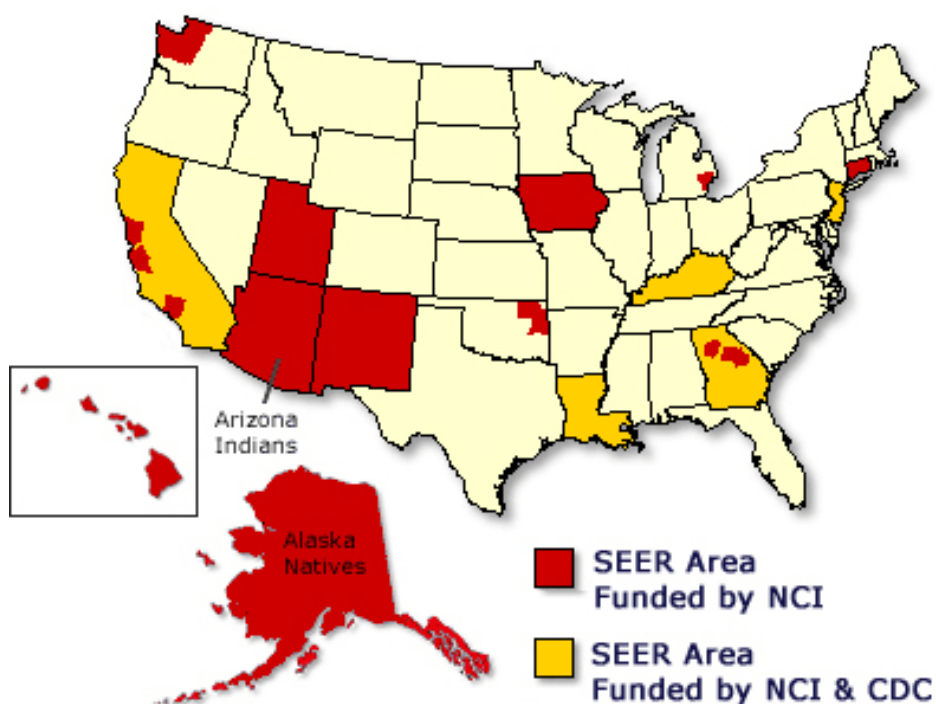 Arizona
Indians
Alaska
Natives
SEER Area
Funded by NCI
SEER Area
Funded by NCI & CDC